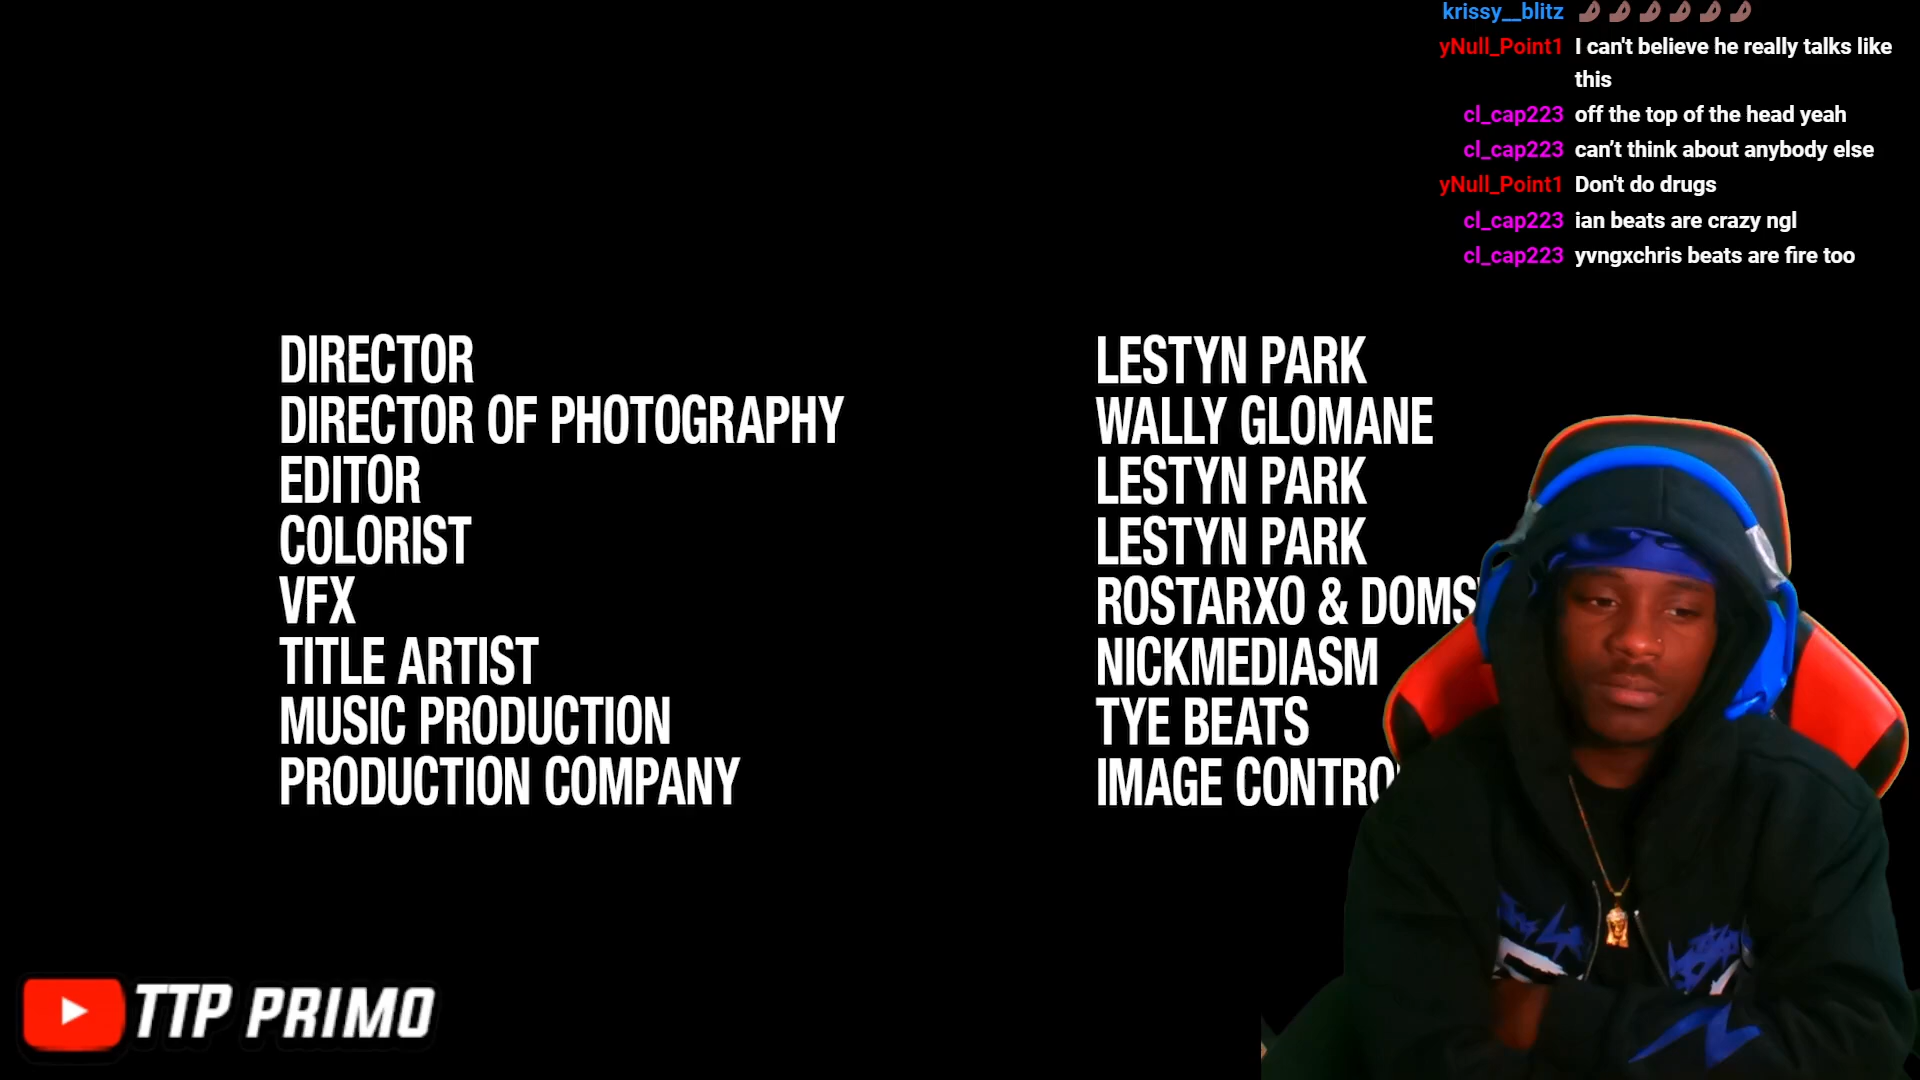 krissy__blitz
yNull_Point1 I can't believe he really talks like
this
cl_cap223 off the top of the head yeah
cl_cap223 can’t think about anybody else
yNull_Point1 Don't do drugs
cl_cap223 ian beats are crazy ngl
cl_cap223 yvngxchris beats are fire too
DIRECTOR LESTYN PARK
DIRECTOR OF PHOTOGRAPHY WALLY GLOMANE
EDITOR LESTYN PARK
COLORIST LESTYN PARK
VFX ROSTARXO &
TITLE ARTIST NICKMEDIASM
MUSIC PRODUCTION TYE BEATS
PRODUCTION COMPANY IMAGE
TTP PRIMO